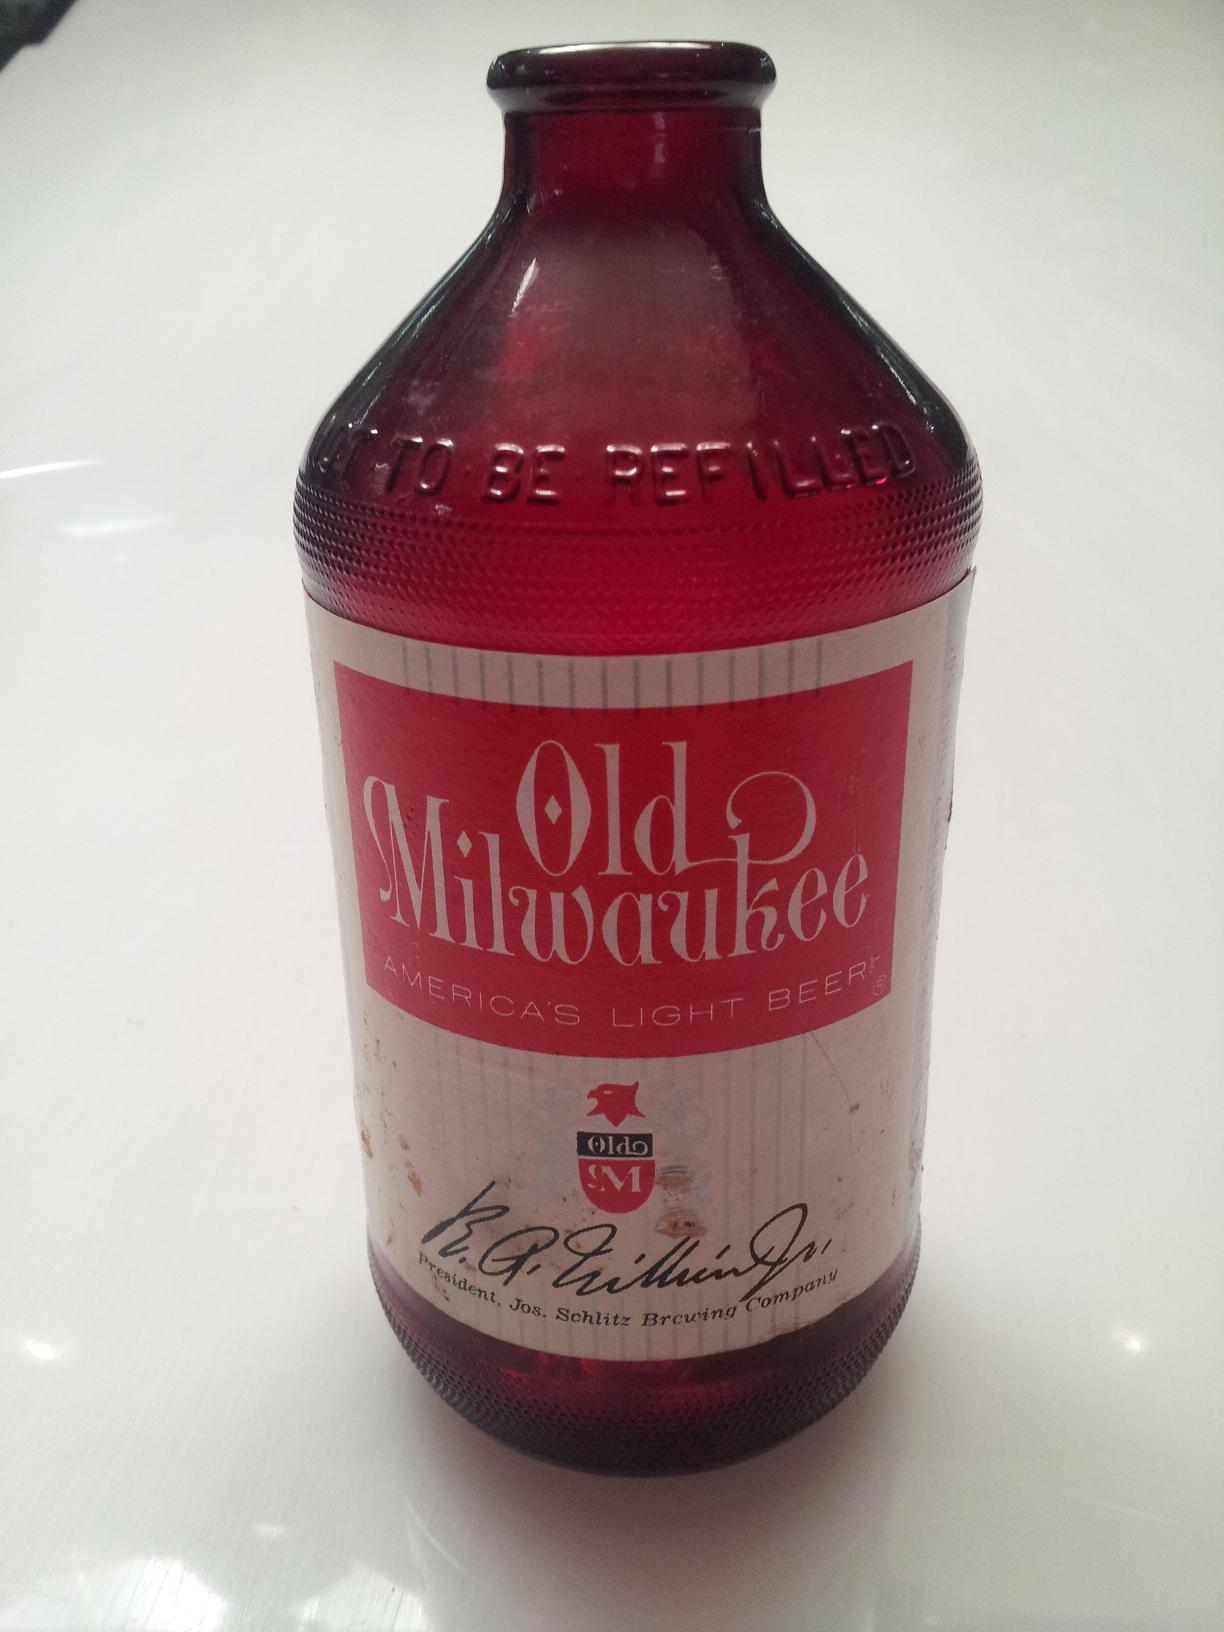 TO BE REFILLED
Old
Milwaukee
AMERICA'S LIGHT BEER
®
Old
M
President, Jos. Schlitz Brewing Company